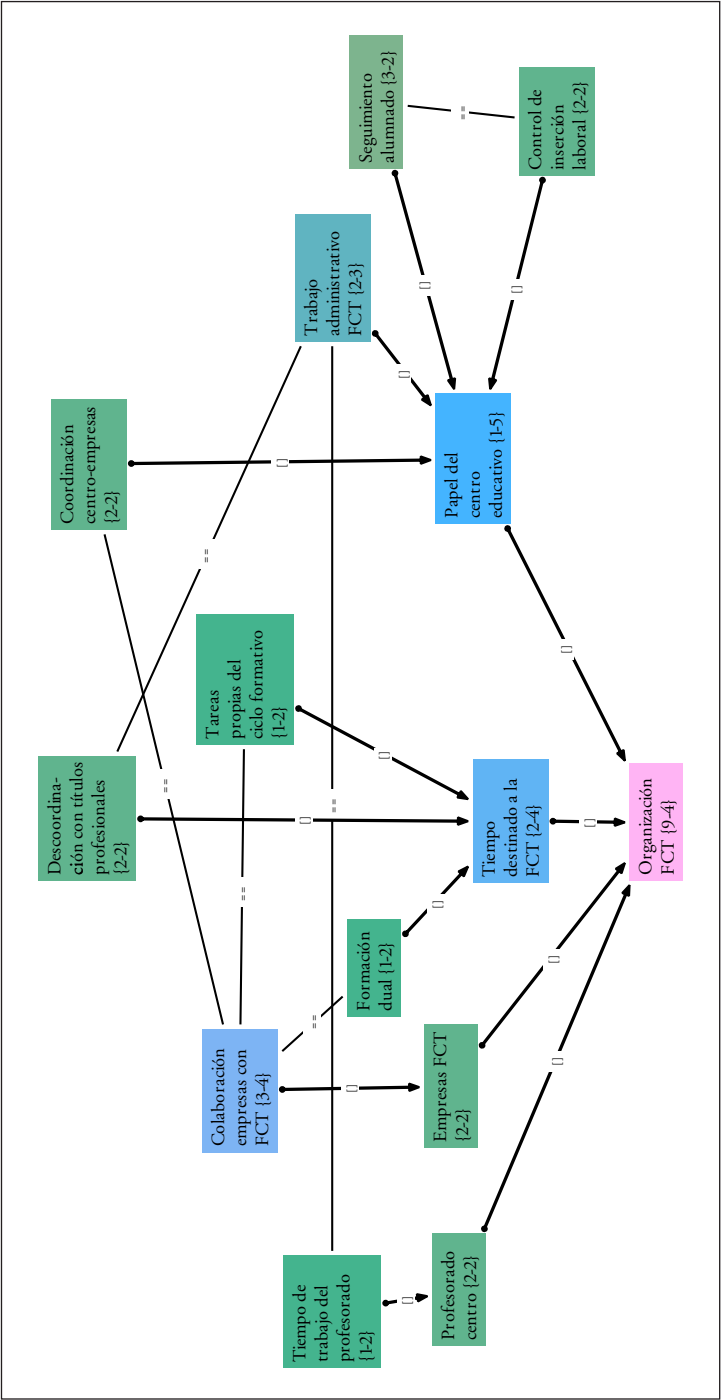 Descoordina-
ción con títulos
profesionales
{2-2}
Coordinación
centro-empresas
{2-2}
==
==
Colaboración
empresas con
FCT {3-4}
==
Tareas
propias del
ciclo formativo
{1-2}
[]
[]
Tiempo de
trabajo del
profesorado
{1-2}
==
==
Trabajo
administrativo
FCT {2-3}
Formación
dual {1-2}
Seguimiento
alumnado {3-2}
==
[]
[]
[]
[]
[]
[]
Empresas FCT
{2-2}
Profesorado
centro {2-2}
Papel del
centro
educativo {1-5}
Tiempo
destinado a la
FCT {2-4}
Control de
inserción
laboral {2-2}
[]
[]
[]
[]
[]
Organización
FCT {9-4}